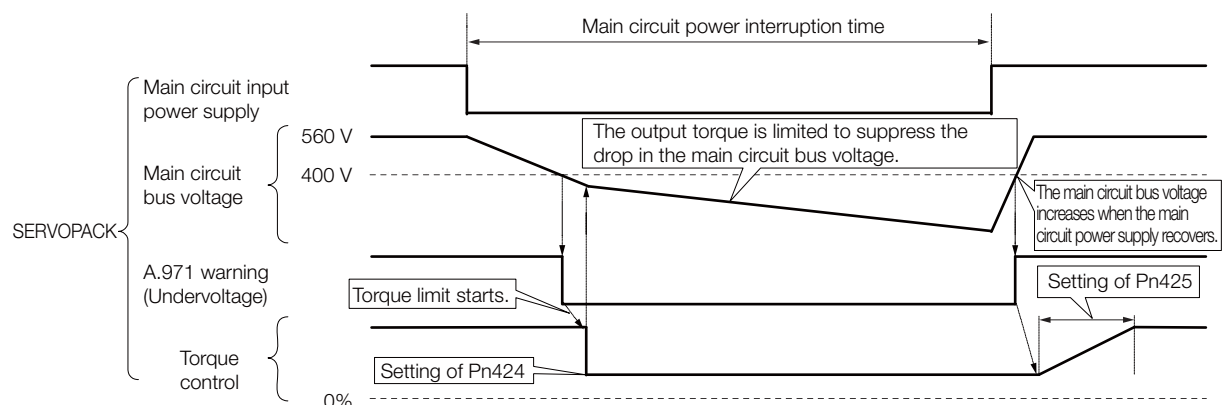 Main circuit power interruption time
Main circuit input
power supply
The output torque is limited to suppress the
drop in the main circuit bus voltage.
560 V
Main circuit
bus voltage
400 V
The main circuit bus voltage
increases when the main
circuit power supply recovers.
SERVOPACK
A.971 warning
(Undervoltage)
Torque limit starts.
Setting of Pn425
Torque
control
Setting of Pn424
0%